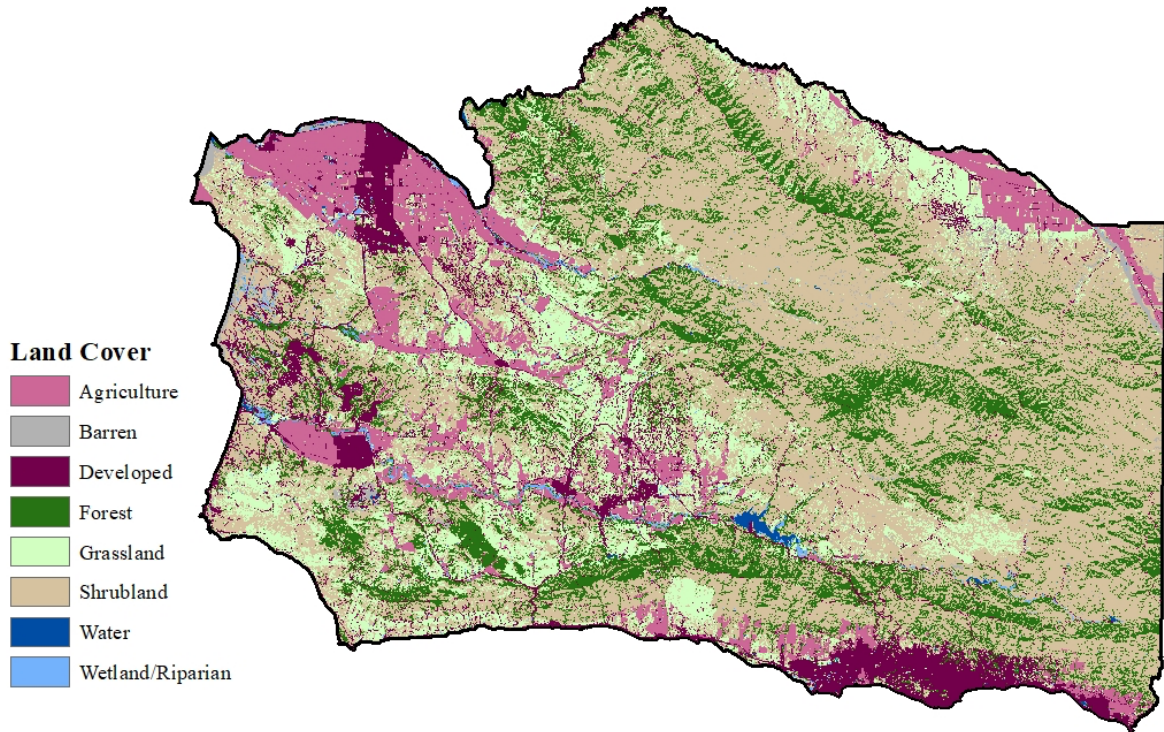 Land Cover
Agriculture
Barren
Developed
Forest
Grassland
Shrubland
Water
Wetland/Riparian